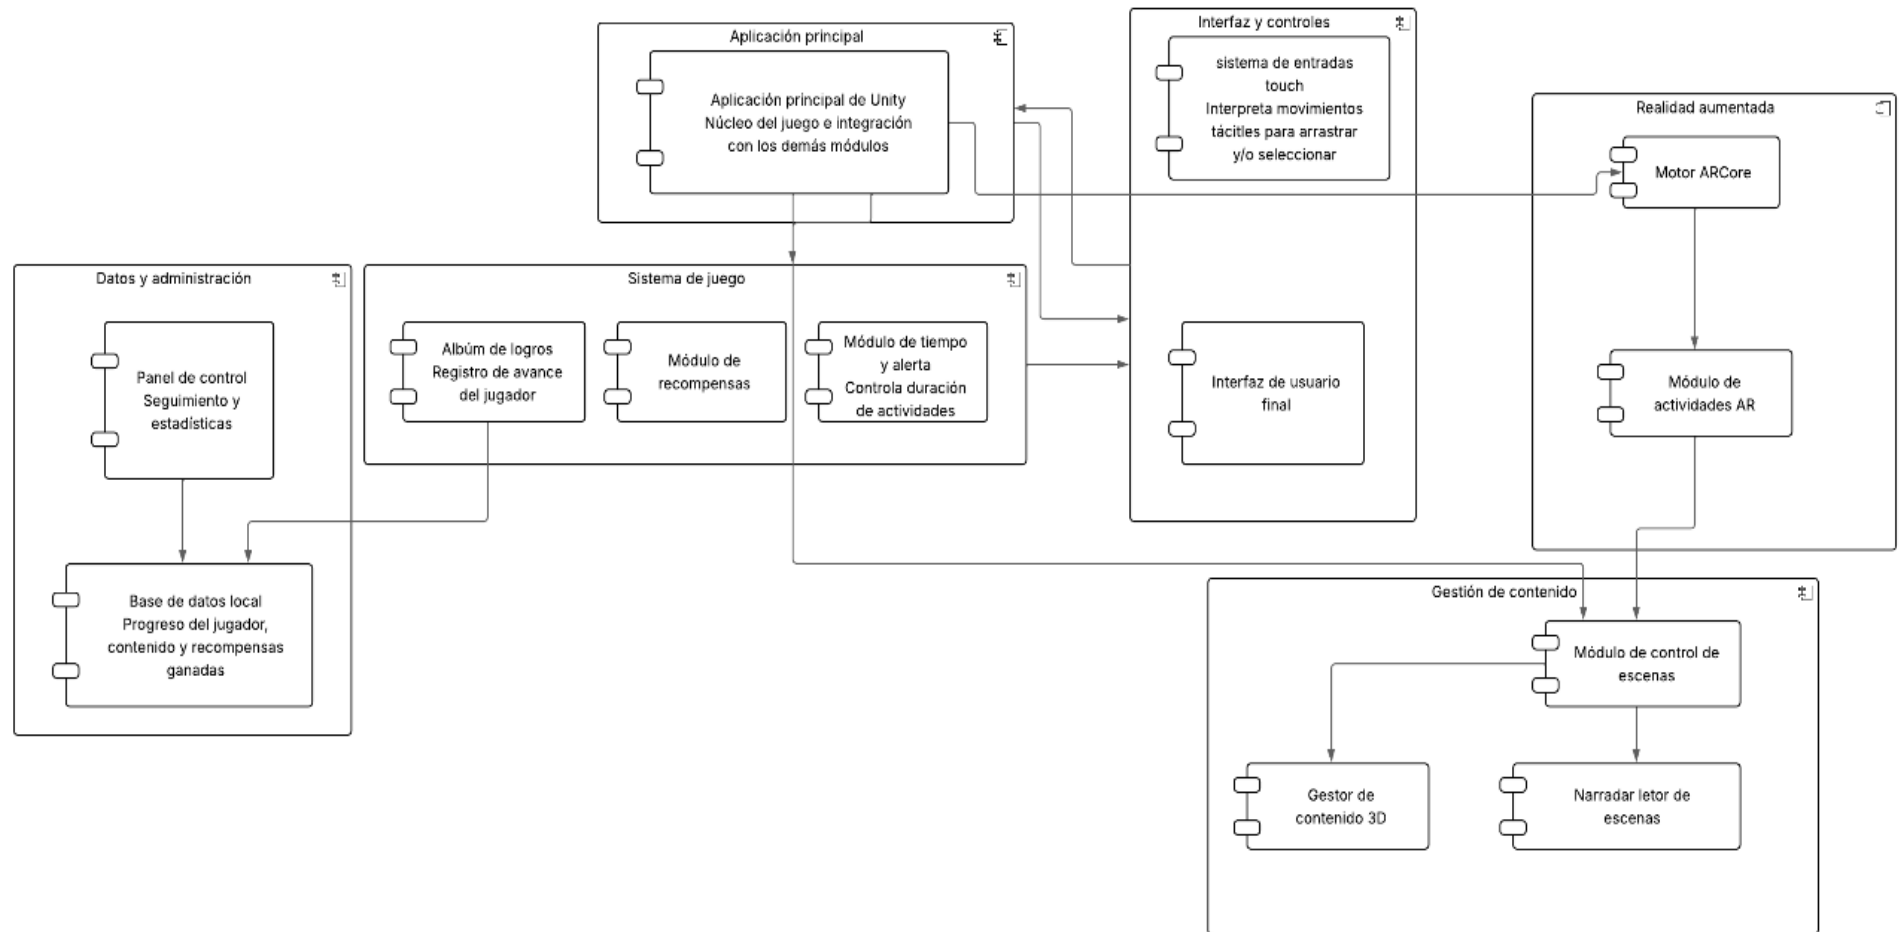 Aplicación principal
Aplicación principal de Unity
Núcleo del juego e integración
con los demás módulos
Interfaz y controles
sistema de entradas
touch
Interpreta movimientos
tácitles para arrastrar
y/o seleccionar
Interfaz de usuario
final
Realidad aumentada
Motor ARCore
Módulo de
actividades AR
Datos y administración
Panel de control
Seguimiento y
estadísticas
Base de datos local
Progreso del jugador,
contenido y recompensas
ganadas
Sistema de juego
Albúm de logros
Registro de avance
del jugador
Módulo de
recompensas
Módulo de tiempo
y alerta
Controla duración
de actividades
Gestión de contenido
Módulo de control de
escenas
Gestor de
contenido 3D
Narradar letor de
escenas